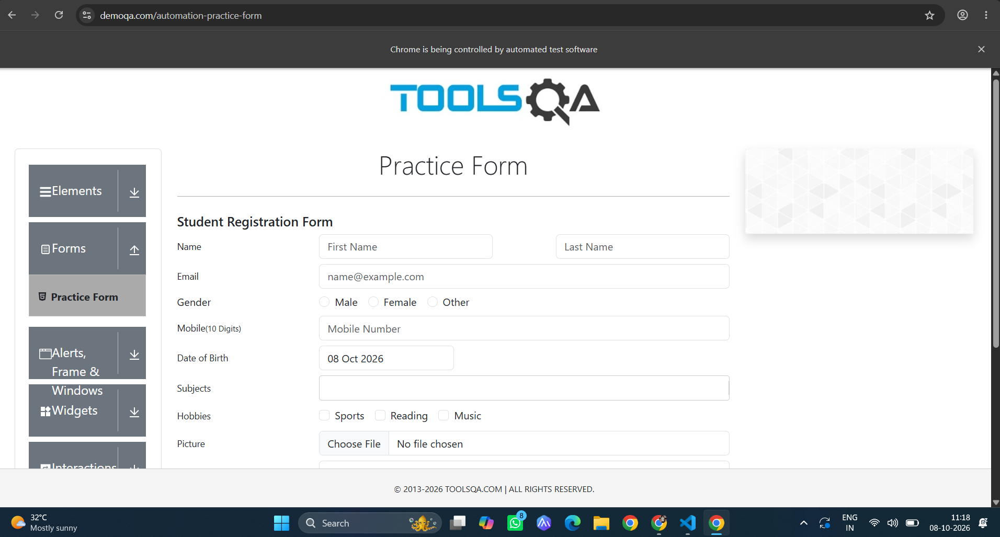 demoqa.com/automation-practice-form
Chrome is being controlled by automated test software
TOOLSQA
Elements
Forms
Practice Form
Alerts,
Frame &
Windows
Widgets
Interactions
Practice Form
Student Registration Form
Name First Name Last Name
Email name@example.com
Gender Male Female Other
Mobile(10 Digits) Mobile Number
Date of Birth 08 Oct 2026
Subjects
Hobbies Sports Reading Music
Picture Choose File No file chosen
© 2013-2026 TOOLSQA.COM | ALL RIGHTS RESERVED.
32°C
Mostly sunny
Search
8
ENG
IN
11:18
08-10-2026